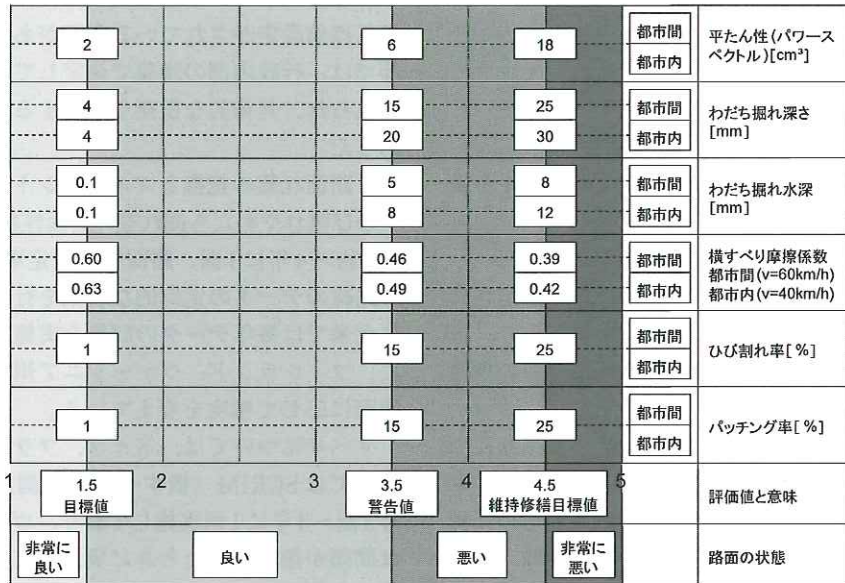 2 6 18 都市間 平たん性(パワース
都市内 ペクトル)[cm³]
4 15 25 都市間 わだち掘れ深さ
4 20 30 都市内 [mm]
0.1 5 8 都市間 わだち掘れ水深
0.1 8 12 都市内 [mm]
0.60 0.46 0.39 都市間 横すべり摩擦係数
都市間(v=60km/h)
0.63 0.49 0.42 都市内 都市内(v=40km/h)
1 15 25 都市間 ひび割れ率[%]
都市内
1 15 25 都市間 パッチング率[%]
都市内
1 2 3 4 5
1.5 3.5 4.5 評価値と意味
目標値 警告値 維持修繕目標値
非常に 良い 悪い 非常に 路面の状態
良い 悪い